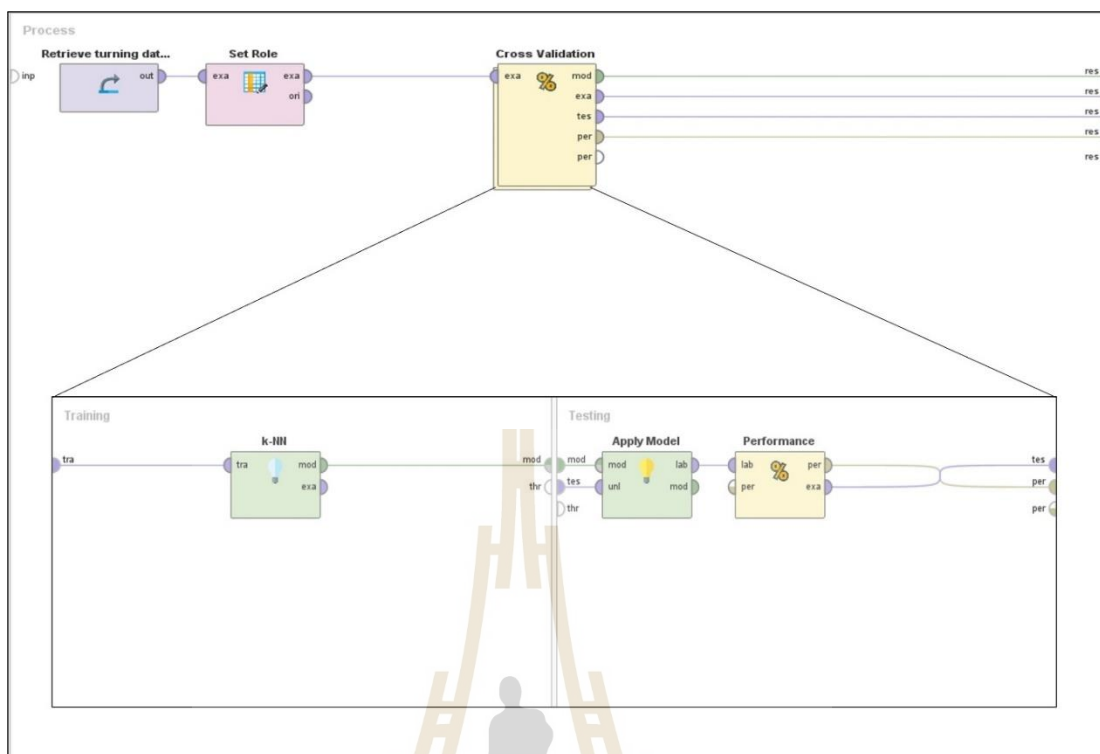 Process
Retrieve turning dat... Set Role Cross Validation
inp out exa exa exa mod res
ori exa res
tes res
per res
per res
Training Testing
k-NN Apply Model Performance
tra tra mod mod mod mod lab lab per tes
exa thr tes unl mod per exa per
thr per